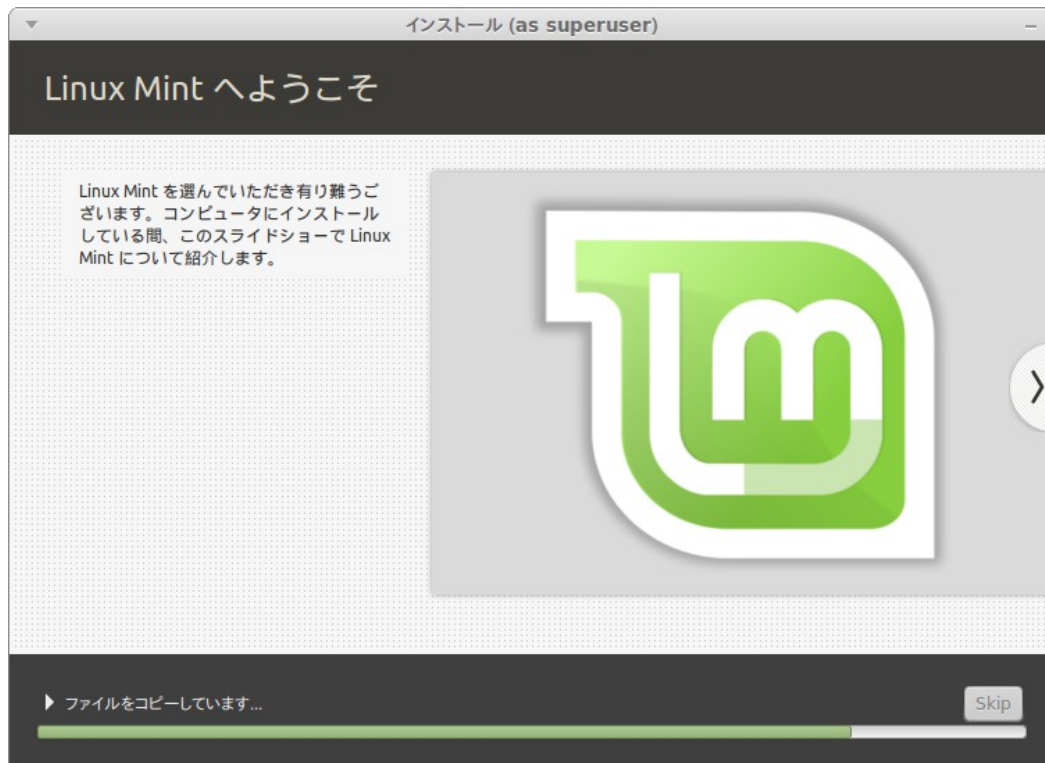 インストール (as superuser)
Linux Mint へようこそ
Linux Mint を選んでいただき有り難うご
ざいます。コンピュータにインストール
している間、このスライドショーで Linux
Mint について紹介します。
ファイルをコピーしています...
Skip